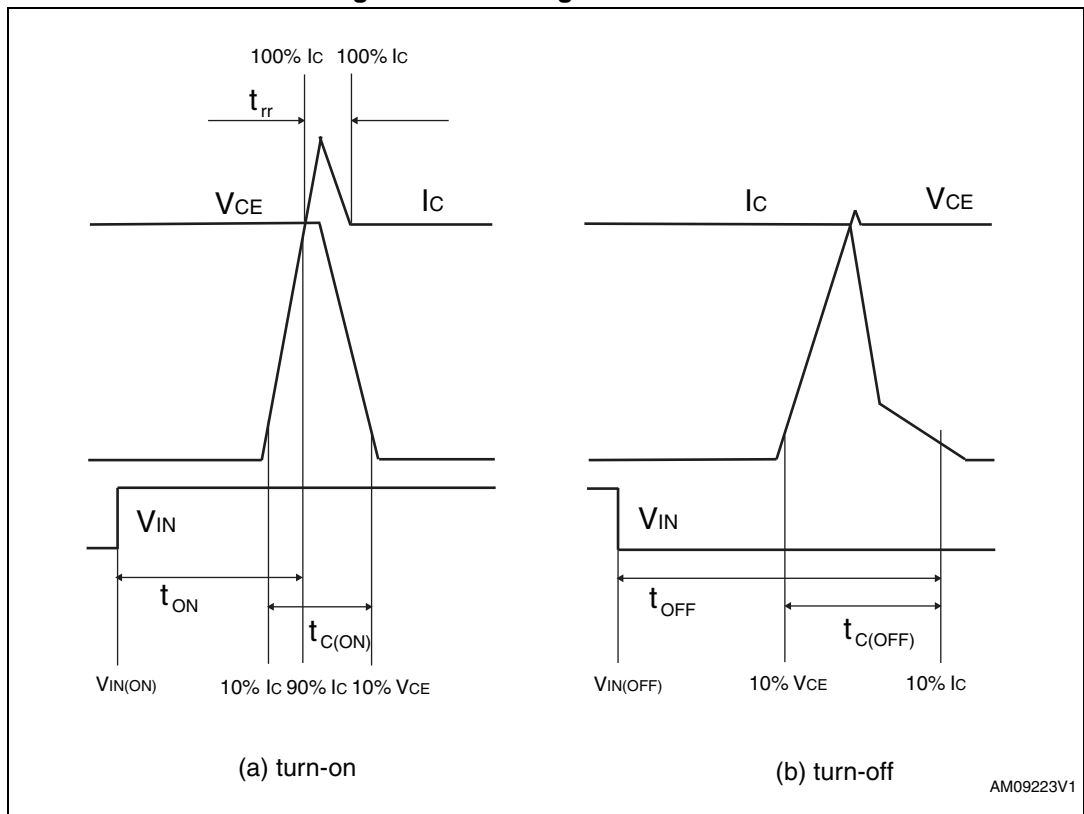 100% IC 100% IC
trr
VCE IC
VIN
tON
tC(ON)
VIN(ON) 10% IC 90% IC 10% VCE
(a) turn-on
IC VCE
VIN
tOFF
tC(OFF)
VIN(OFF) 10% VCE 10% IC
(b) turn-off
AM09223V1